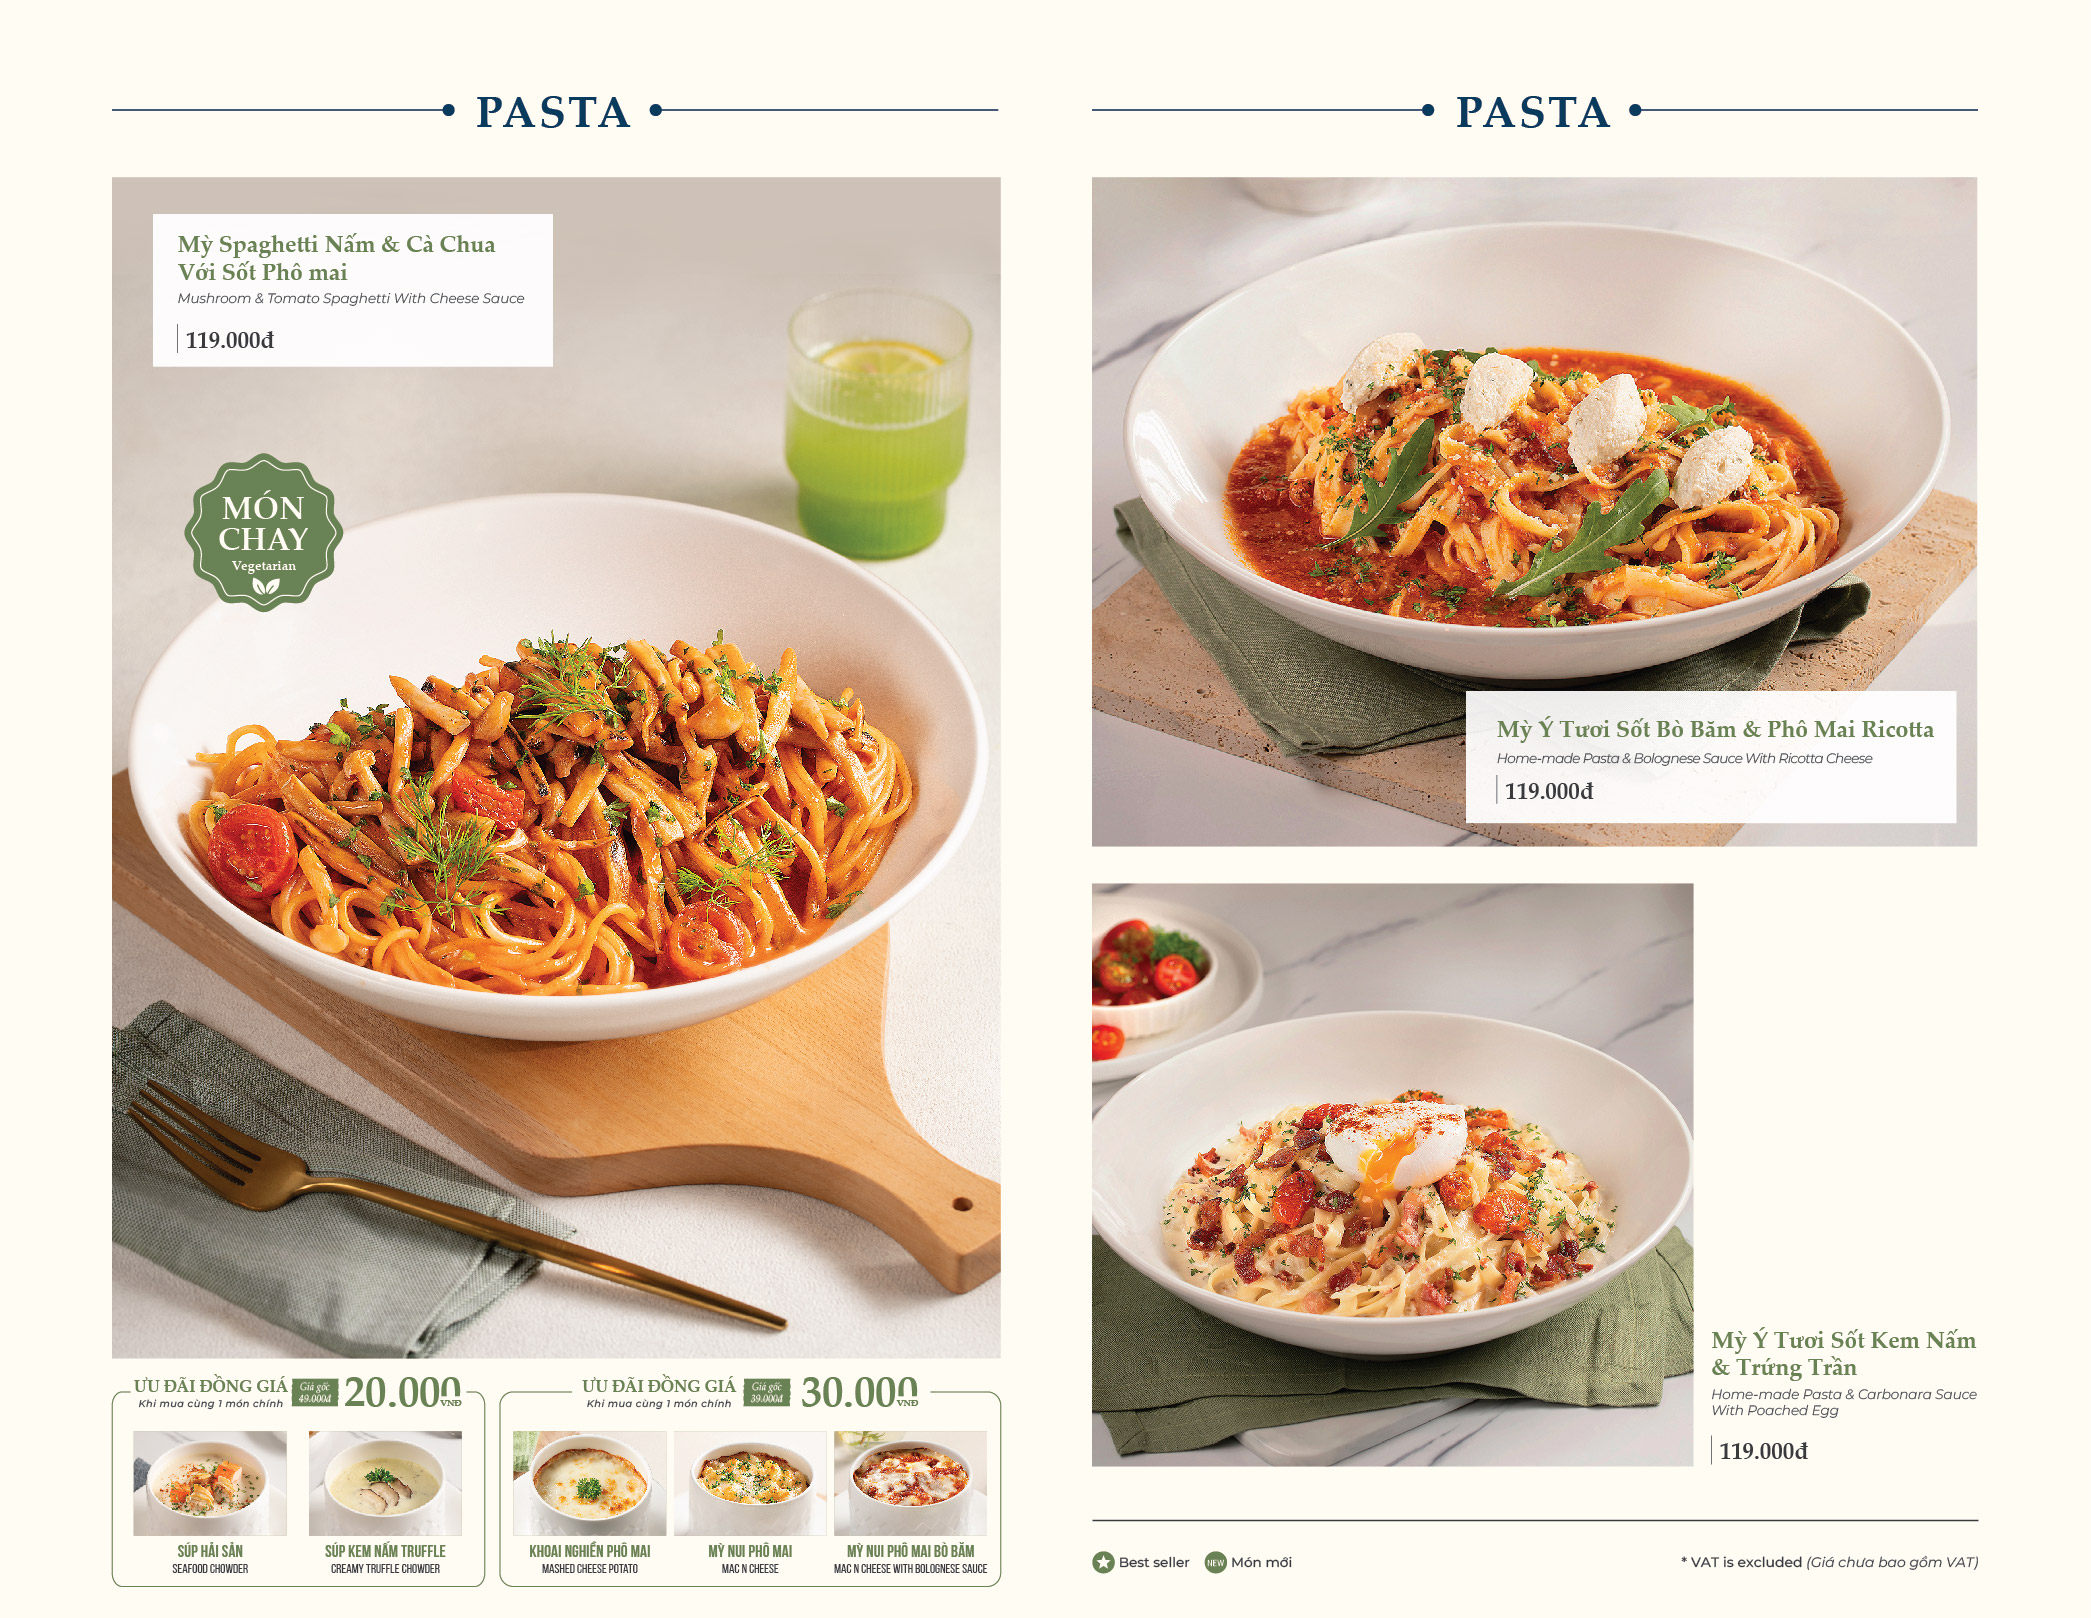 PASTA
Mỳ Spaghetti Nấm & Cà Chua
Với Sốt Phô mai
Mushroom & Tomato Spaghetti With Cheese Sauce
119.000đ
MÓN
CHAY
Vegetarian
ƯU ĐÃI ĐỒNG GIÁ
Khi mua cùng 1 món chính
Giá gốc
49.000đ
20.000
VNĐ
SÚP HẢI SẢN
SEAFOOD CHOWDER
SÚP KEM NẤM TRUFFLE
CREAMY TRUFFLE CHOWDER
ƯU ĐÃI ĐỒNG GIÁ
Khi mua cùng 1 món chính
Giá gốc
39.000đ
30.000
VNĐ
KHOAI NGHIỀN PHÔ MAI
MASHED CHEESE POTATO
MỲ NUI PHÔ MAI
MAC N CHEESE
MỲ NUI PHÔ MAI BÒ BĂM
MAC N CHEESE WITH BOLOGNESE SAUCE
PASTA
Mỳ Ý Tươi Sốt Bò Băm & Phô Mai Ricotta
Home-made Pasta & Bolognese Sauce With Ricotta Cheese
119.000đ
Mỳ Ý Tươi Sốt Kem Nấm
& Trứng Trần
Home-made Pasta & Carbonara Sauce
With Poached Egg
119.000đ
Best seller
NEW Món mới
* VAT is excluded (Giá chưa bao gồm VAT)